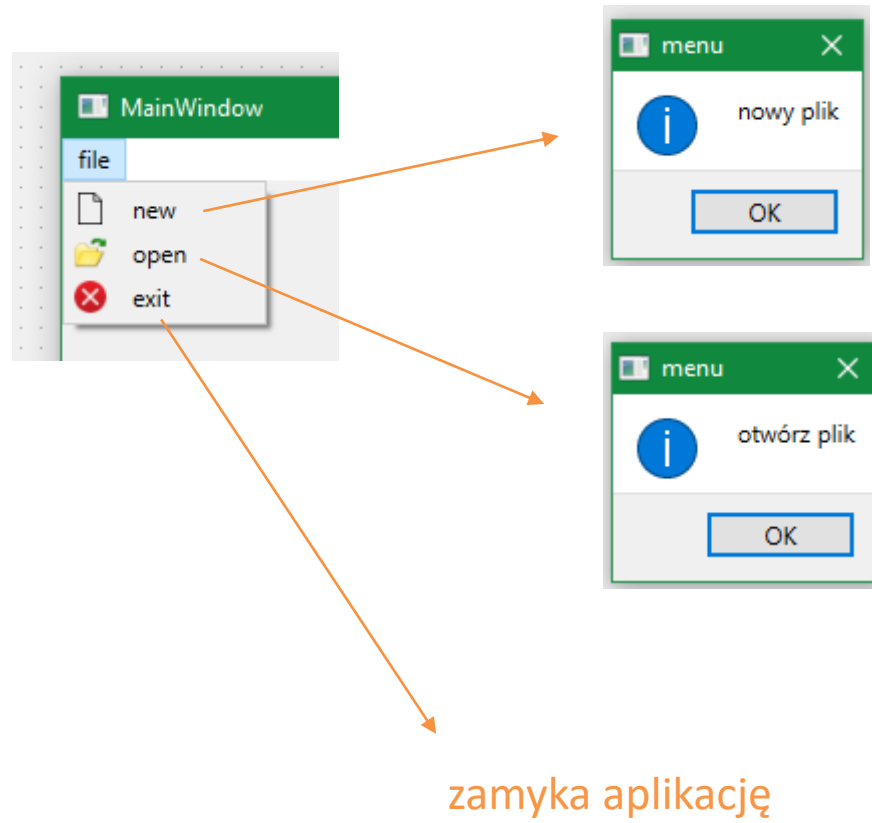 MainWindow
file
new
open
exit
menu
nowy plik
OK
menu
otwórz plik
OK
zamyka aplikację